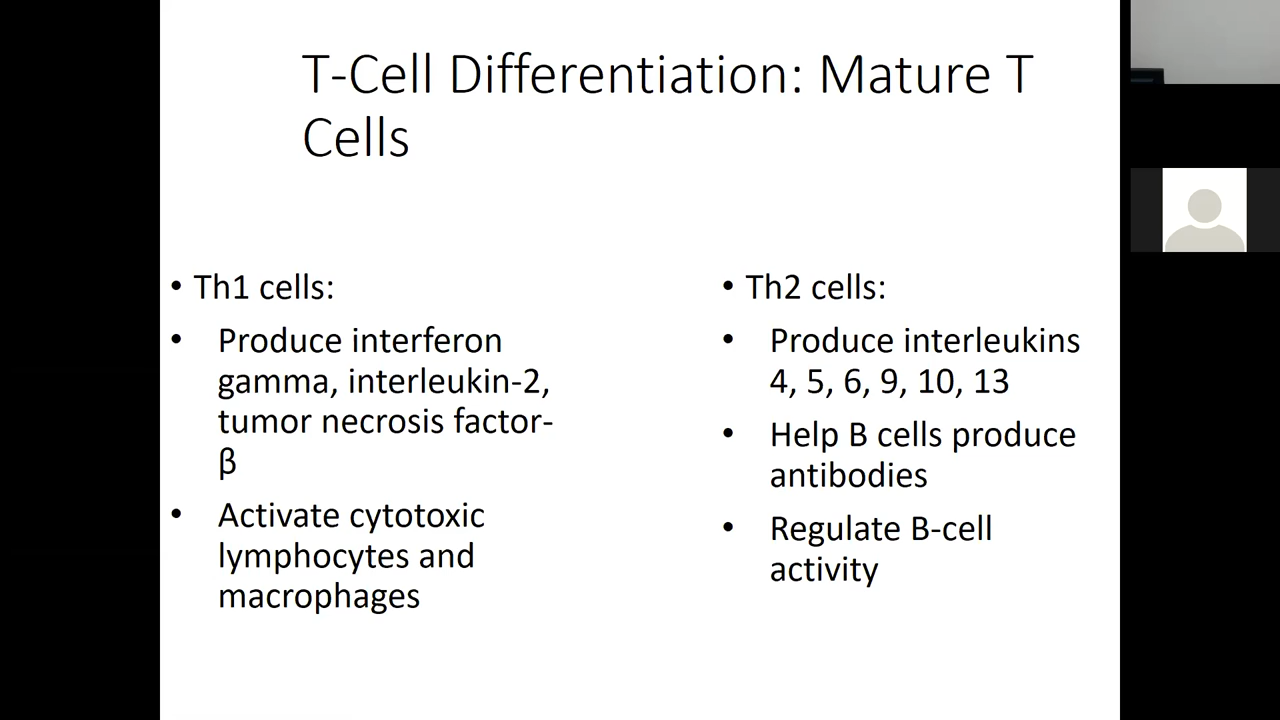 T-Cell Differentiation: Mature T
Cells
• Th1 cells:
• Produce interferon
gamma, interleukin-2,
tumor necrosis factor-
β
• Activate cytotoxic
lymphocytes and
macrophages
• Th2 cells:
• Produce interleukins
4, 5, 6, 9, 10, 13
• Help B cells produce
antibodies
• Regulate B-cell
activity